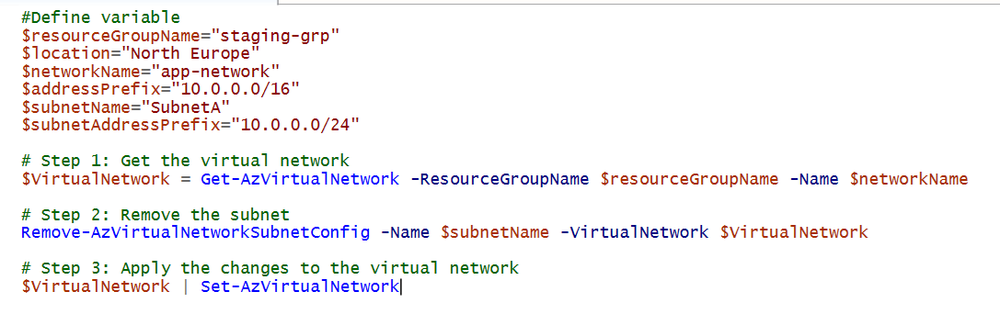 #Define variable
$resourceGroupName="staging-grp"
$location="North Europe"
$networkName="app-network"
$addressPrefix="10.0.0.0/16"
$subnetName="SubnetA"
$subnetAddressPrefix="10.0.0.0/24"
# Step 1: Get the virtual network
$VirtualNetwork = Get-AzVirtualNetwork -ResourceGroupName $resourceGroupName -Name $networkName
# Step 2: Remove the subnet
Remove-AzVirtualNetworkSubnetConfig -Name $subnetName -VirtualNetwork $VirtualNetwork
# Step 3: Apply the changes to the virtual network
$VirtualNetwork | Set-AzVirtualNetwork